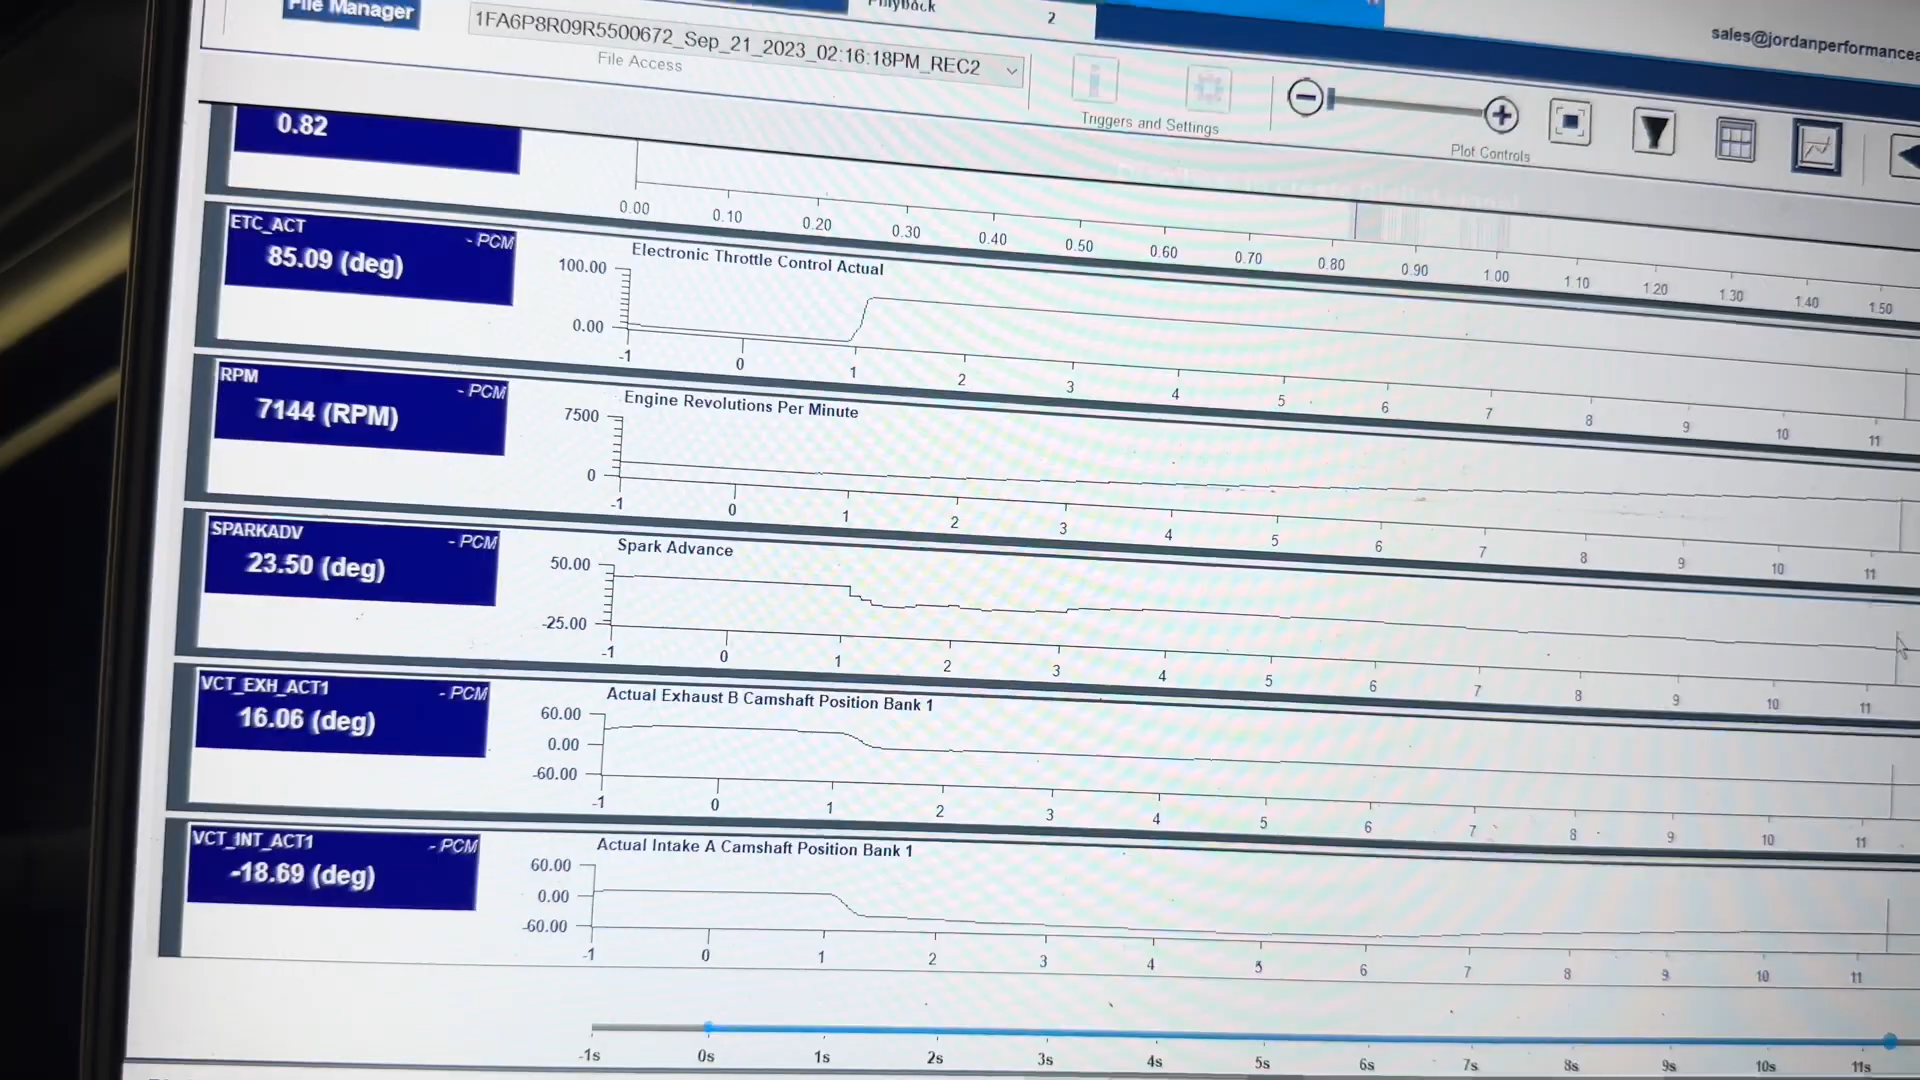 File Manager
Playback
2
sales@jordanperformance
1FA6P8R09R5500672_Sep_21_2023_02:16:18PM_REC2
File Access
Triggers and Settings
Plot Controls
0.82
0.00 0.10 0.20 0.30 0.40 0.50 0.60 0.70 0.80 0.90 1.00 1.10 1.20 1.30 1.40 1.50
ETC_ACT
- PCM
85.09 (deg)
Electronic Throttle Control Actual
100.00
0.00
-1 0 1 2 3 4 5 6 7 8 9 10 11
RPM
- PCM
7144 (RPM)
Engine Revolutions Per Minute
7500
0
-1 0 1 2 3 4 5 6 7 8 9 10 11
SPARKADV
- PCM
23.50 (deg)
Spark Advance
50.00
-25.00
-1 0 1 2 3 4 5 6 7 8 9 10 11
VCT_EXH_ACT1
- PCM
16.06 (deg)
Actual Exhaust B Camshaft Position Bank 1
60.00
0.00
-60.00
-1 0 1 2 3 4 5 6 7 8 9 10 11
VCT_INT_ACT1
- PCM
-18.69 (deg)
Actual Intake A Camshaft Position Bank 1
60.00
0.00
-60.00
-1 0 1 2 3 4 5 6 7 8 9 10 11
-1s 0s 1s 2s 3s 4s 5s 6s 7s 8s 9s 10s 11s